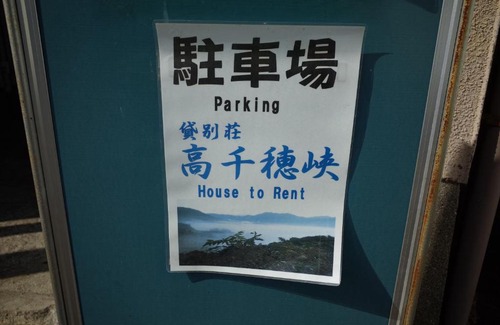 駐車場
Parking
貸別荘
高千穂峡
House to Rent